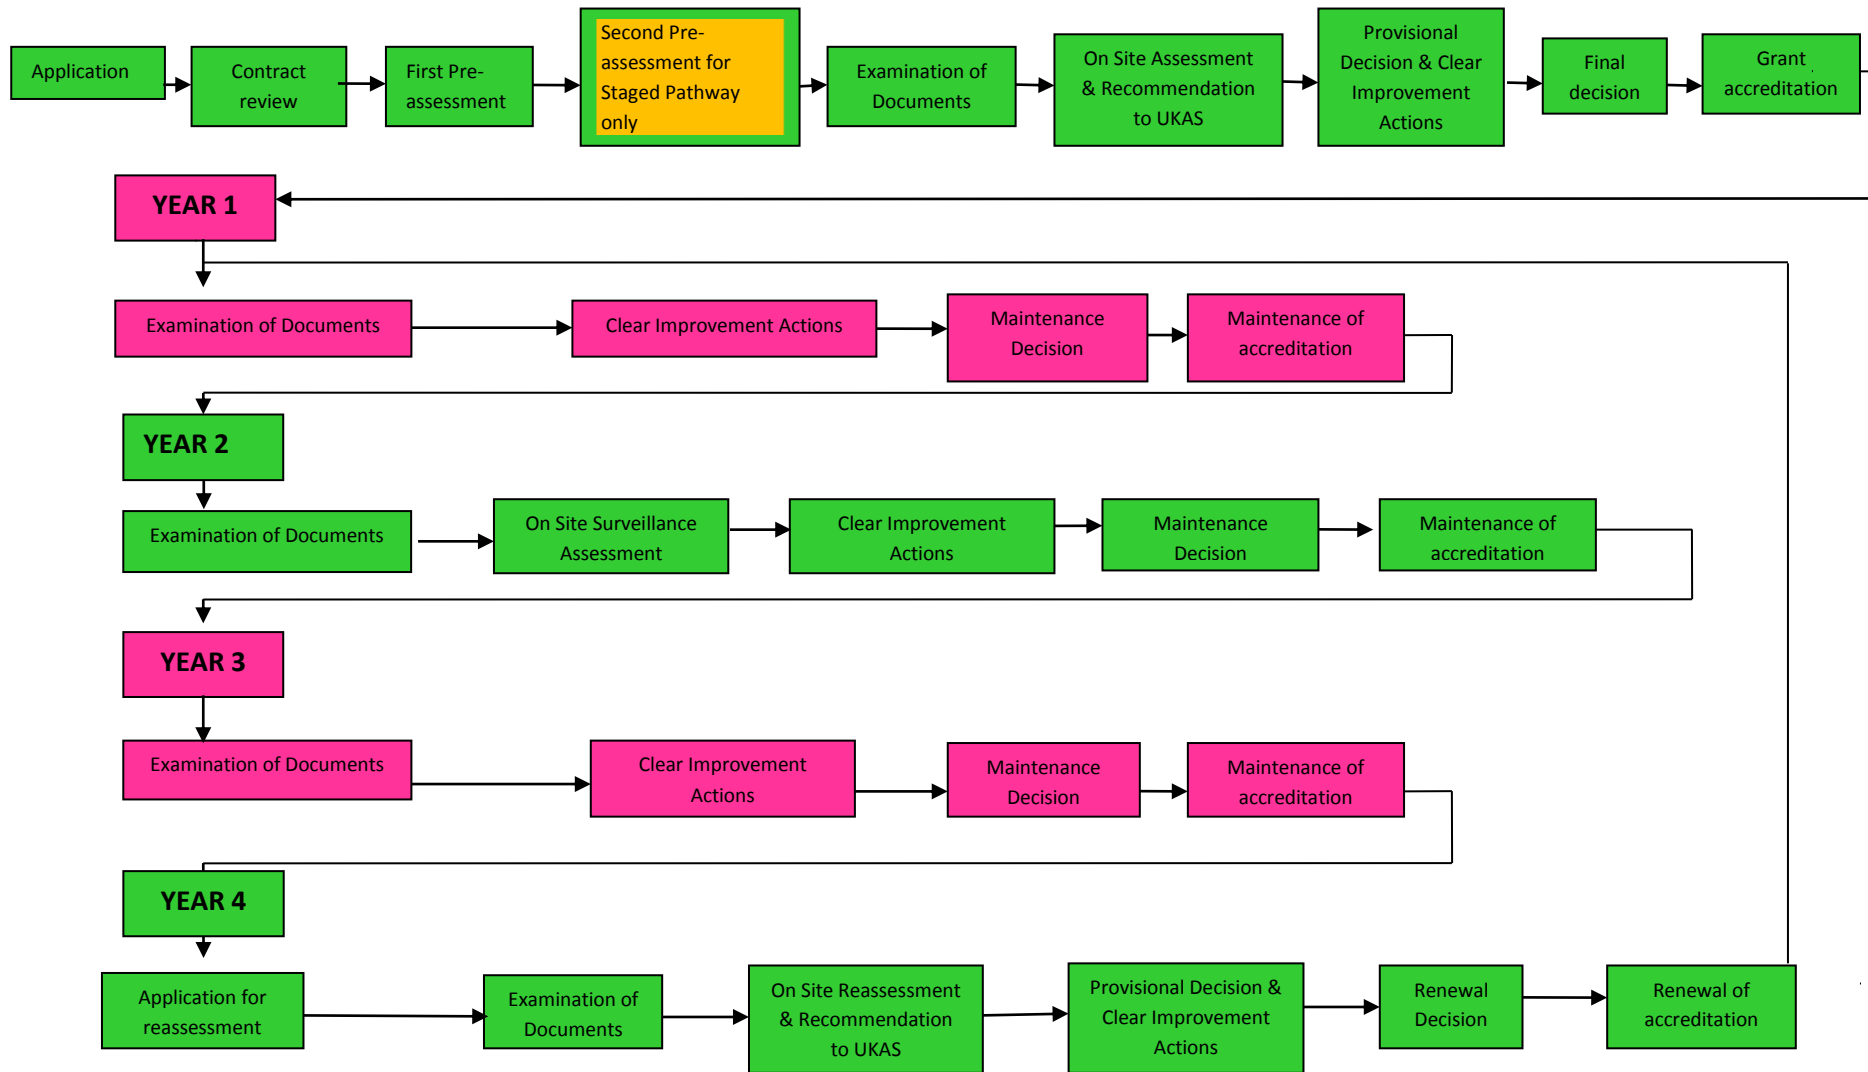 Application
Contract
review
First Pre-
assessment
Second Pre-
assessment for
Staged Pathway
only
Examination of
Documents
On Site Assessment
& Recommendation
to UKAS
Provisional
Decision & Clear
Improvement
Actions
Final
decision
Grant
accreditation
YEAR 1
Examination of Documents
Clear Improvement Actions
Maintenance
Decision
Maintenance of
accreditation
YEAR 2
Examination of Documents
On Site Surveillance
Assessment
Clear Improvement
Actions
Maintenance
Decision
Maintenance of
accreditation
YEAR 3
Examination of Documents
Clear Improvement
Actions
Maintenance
Decision
Maintenance of
accreditation
YEAR 4
Application for
reassessment
Examination of
Documents
On Site Reassessment
& Recommendation
to UKAS
Provisional Decision &
Clear Improvement
Actions
Renewal
Decision
Renewal of
accreditation